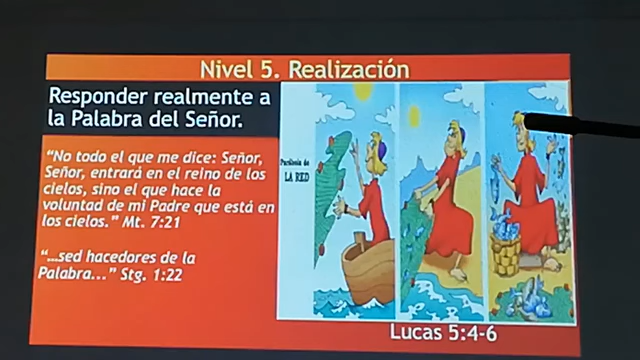 Nivel 5. Realización
Responder realmente a
la Palabra del Señor.
"No todo el que me dice: Señor,
Señor, entrará en el reino de los
cielos, sino el que hace la
voluntad de mi Padre que está en
los cielos." Mt. 7:21
"...sed hacedores de la
Palabra..." Stg. 1:22
Parábola de
LA RED
Lucas 5:4-6